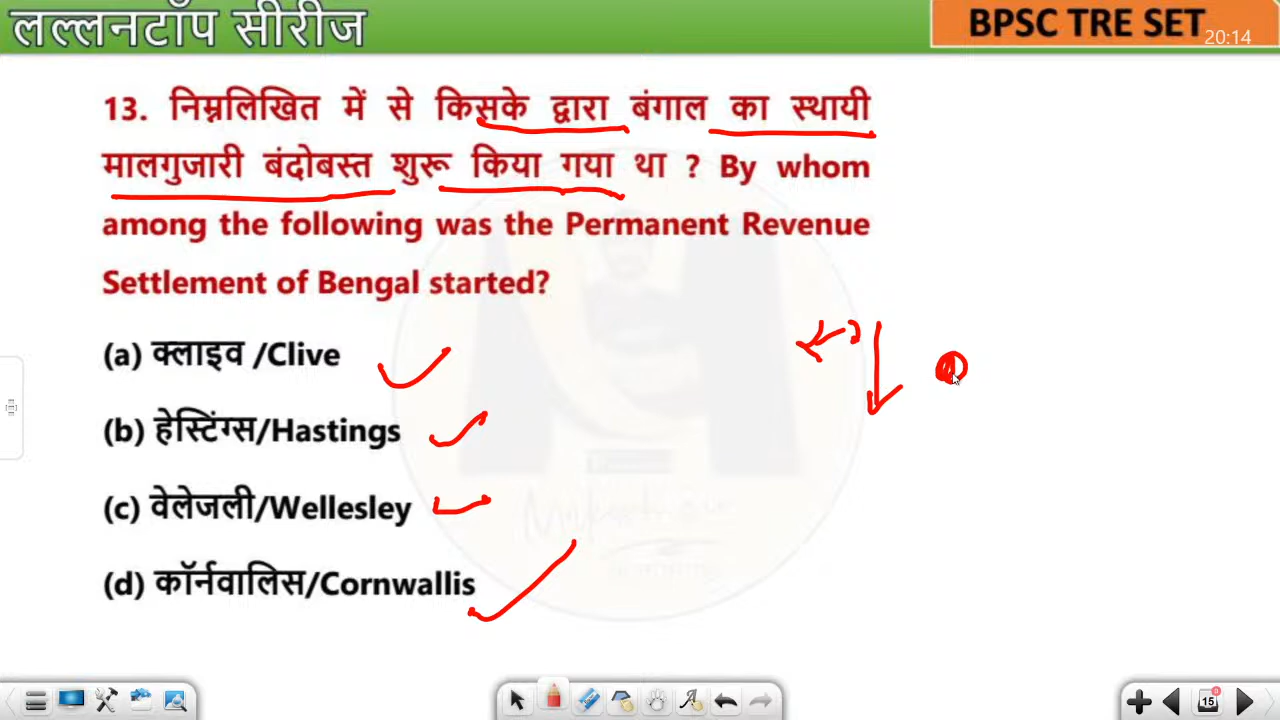 लल्लनटॉप सीरीज
BPSC TRE SET
20:14
13. निम्नलिखित में से किसके द्वारा बंगाल का स्थायी
मालगुजारी बंदोबस्त शुरू किया गया था ? By whom
among the following was the Permanent Revenue
Settlement of Bengal started?
(a) क्लाइव /Clive
(b) हेस्टिंग्स/Hastings
(c) वेलेजली/Wellesley
(d) कॉर्नवालिस/Cornwallis
15